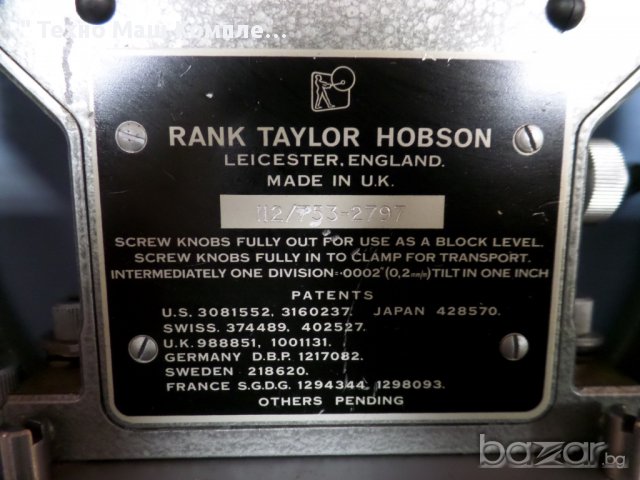 " Техно Маш Компле... "
RANK TAYLOR HOBSON
LEICESTER, ENGLAND.
MADE IN U.K.
112/753-2797
SCREW KNOBS FULLY OUT FOR USE AS A BLOCK LEVEL.
SCREW KNOBS FULLY IN TO CLAMP FOR TRANSPORT.
INTERMEDIATELY ONE DIVISION=·0002" (0,2mm/m) TILT IN ONE INCH
PATENTS
U.S. 3081552, 3160237. JAPAN 428570.
SWISS. 374489. 402527.
U.K. 988851, 1001131.
GERMANY D.B.P. 1217082.
SWEDEN 218620.
FRANCE S.G.D.G. 1294344, 1298093.
OTHERS PENDING
bazar.bg